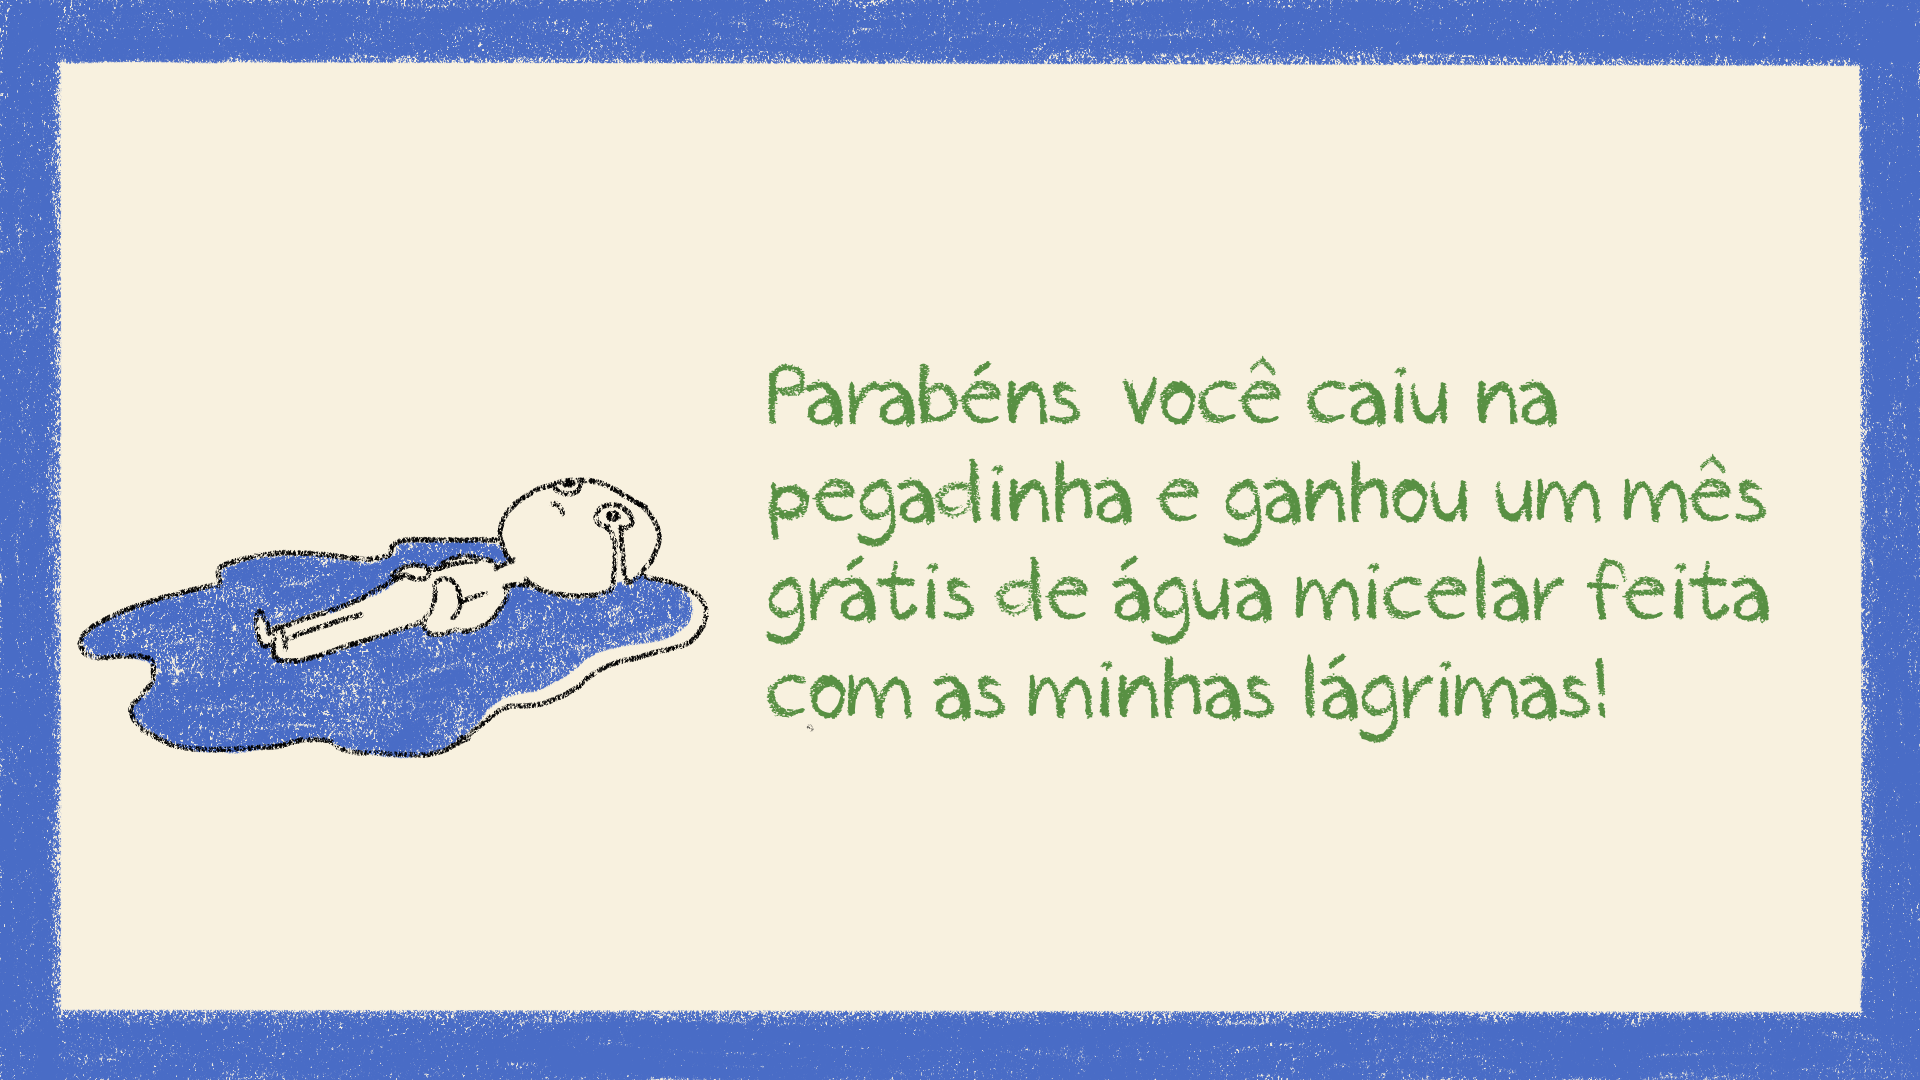 Parabéns você caiu na
pegadinha e ganhou um mês
grátis de água micelar feita
com as minhas lágrimas!